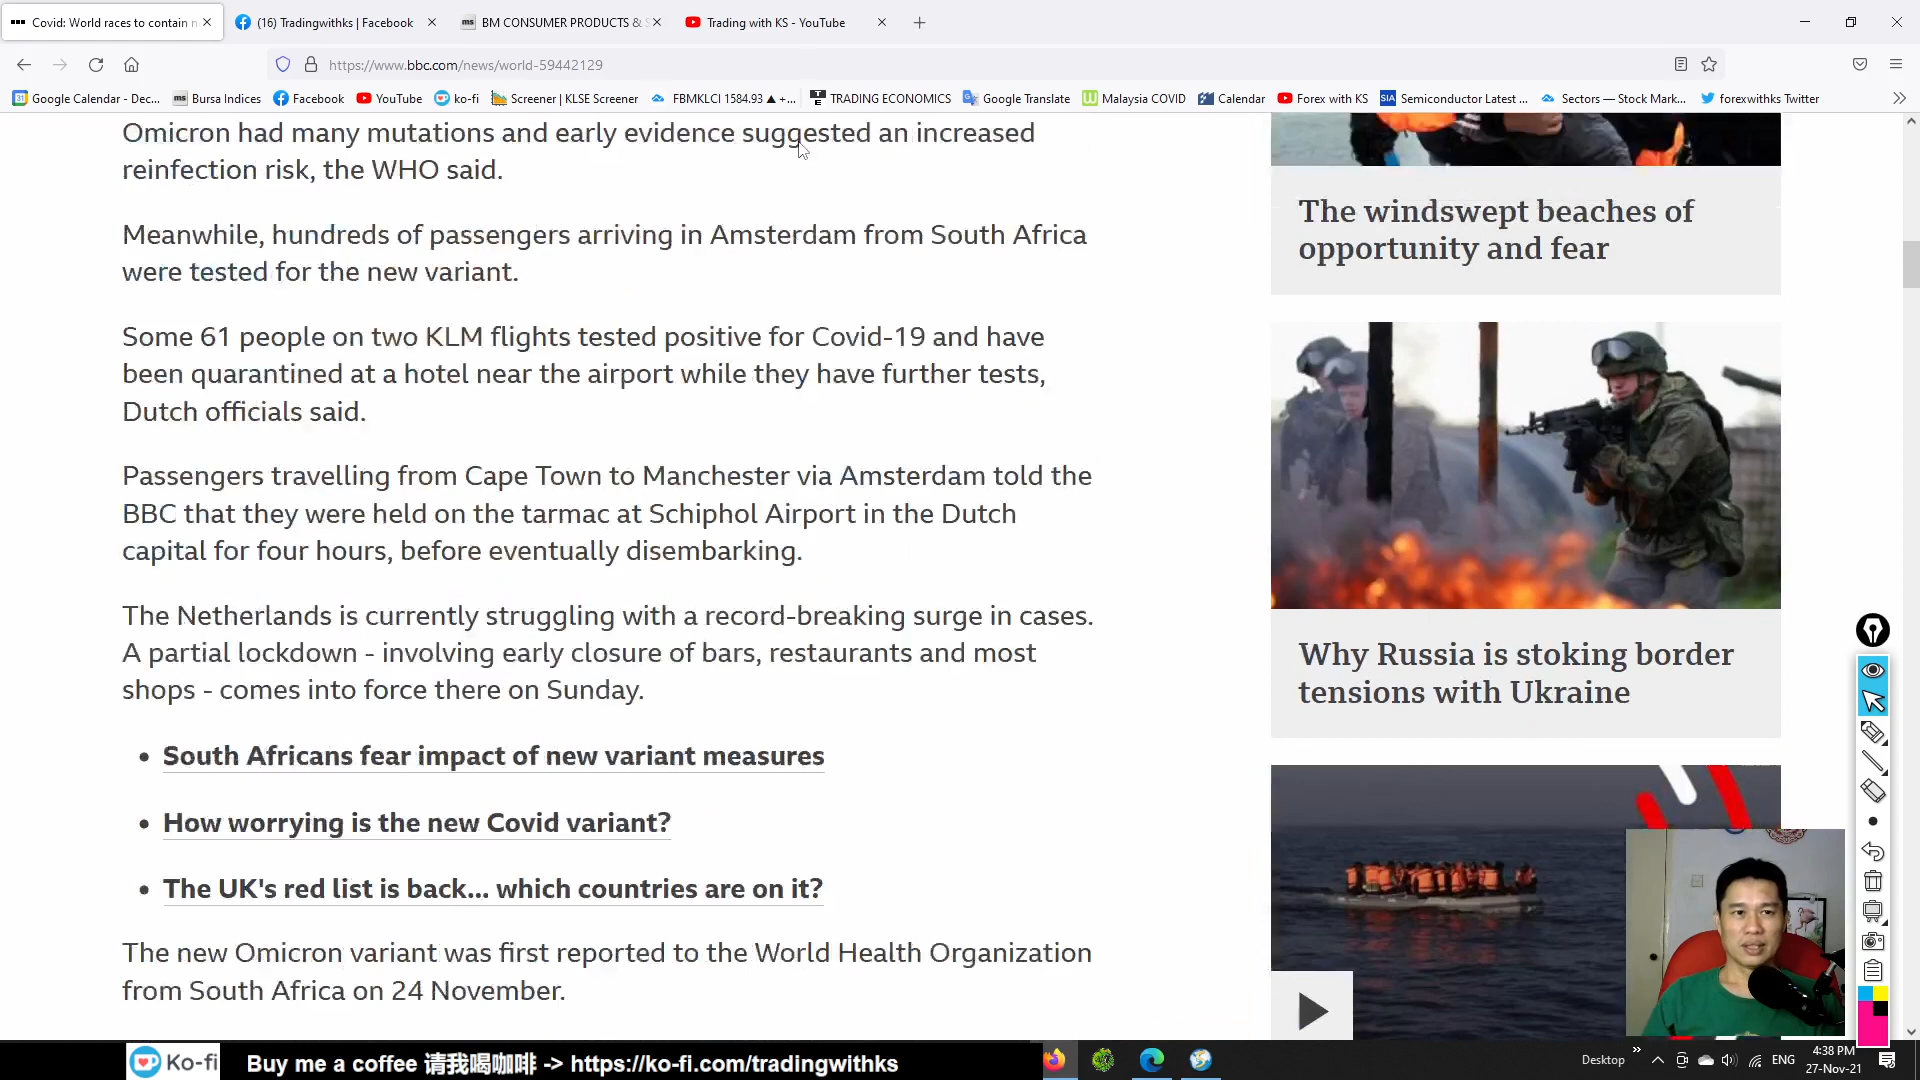 Covid: World races to contain n
(16) Tradingwithks | Facebook
BM CONSUMER PRODUCTS & S
Trading with KS - YouTube
https://www.bbc.com/news/world-59442129
Google Calendar - Dec...
Bursa Indices
Facebook
YouTube
ko-fi
Screener | KLSE Screener
FBMKLCI 1584.93 ▲ +...
TRADING ECONOMICS
Google Translate
Malaysia COVID
Calendar
Forex with KS
Semiconductor Latest ...
Sectors — Stock Mark...
forexwithks Twitter
Omicron had many mutations and early evidence suggested an increased
reinfection risk, the WHO said.
Meanwhile, hundreds of passengers arriving in Amsterdam from South Africa
were tested for the new variant.
Some 61 people on two KLM flights tested positive for Covid-19 and have
been quarantined at a hotel near the airport while they have further tests,
Dutch officials said.
Passengers travelling from Cape Town to Manchester via Amsterdam told the
BBC that they were held on the tarmac at Schiphol Airport in the Dutch
capital for four hours, before eventually disembarking.
The Netherlands is currently struggling with a record-breaking surge in cases.
A partial lockdown - involving early closure of bars, restaurants and most
shops - comes into force there on Sunday.
South Africans fear impact of new variant measures
How worrying is the new Covid variant?
The UK's red list is back... which countries are on it?
The new Omicron variant was first reported to the World Health Organization
from South Africa on 24 November.
The windswept beaches of
opportunity and fear
Why Russia is stoking border
tensions with Ukraine
Ko-fi
Buy me a coffee 请我喝咖啡 -> https://ko-fi.com/tradingwithks
Desktop
ENG
4:38 PM
27-Nov-21